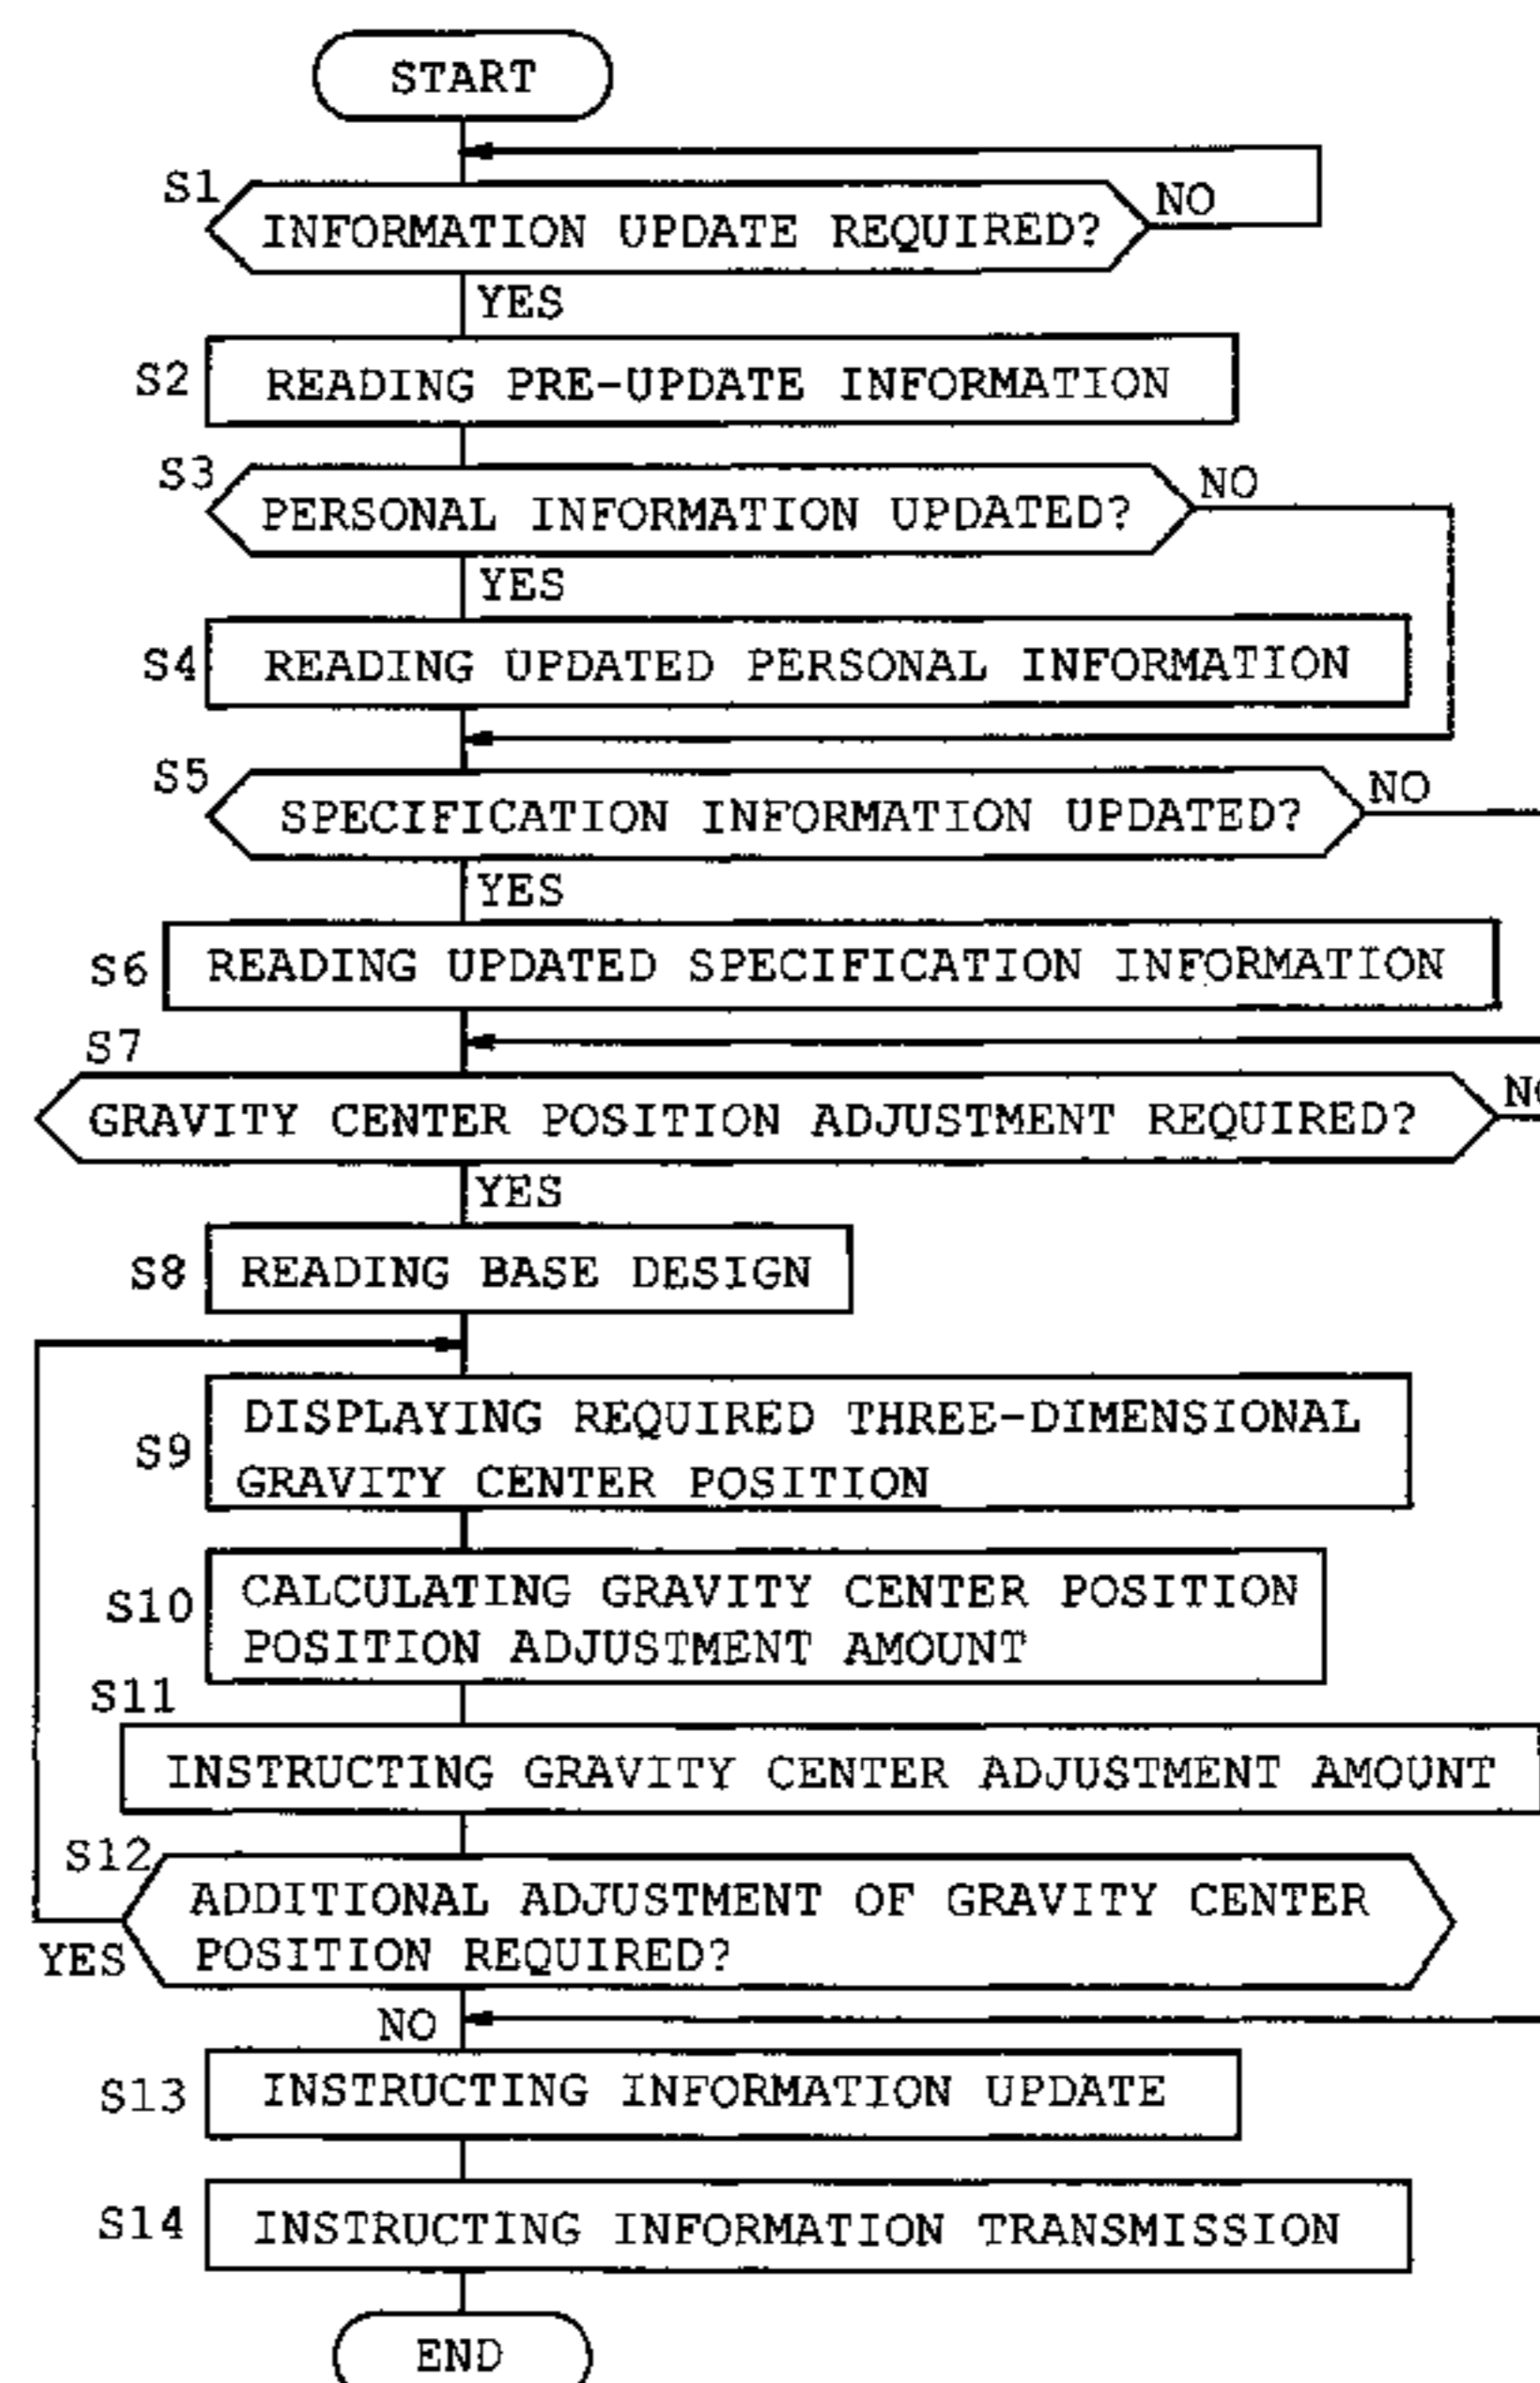 START
S1
INFORMATION UPDATE REQUIRED?
NO
YES
S2
READING PRE-UPDATE INFORMATION
S3
PERSONAL INFORMATION UPDATED?
NO
YES
S4
READING UPDATED PERSONAL INFORMATION
S5
SPECIFICATION INFORMATION UPDATED?
NO
YES
S6
READING UPDATED SPECIFICATION INFORMATION
S7
GRAVITY CENTER POSITION ADJUSTMENT REQUIRED?
NO
YES
S8
READING BASE DESIGN
S9
DISPLAYING REQUIRED THREE-DIMENSIONAL
GRAVITY CENTER POSITION
S10
CALCULATING GRAVITY CENTER POSITION
POSITION ADJUSTMENT AMOUNT
S11
INSTRUCTING GRAVITY CENTER ADJUSTMENT AMOUNT
S12
ADDITIONAL ADJUSTMENT OF GRAVITY CENTER
POSITION REQUIRED?
YES
NO
S13
INSTRUCTING INFORMATION UPDATE
S14
INSTRUCTING INFORMATION TRANSMISSION
END